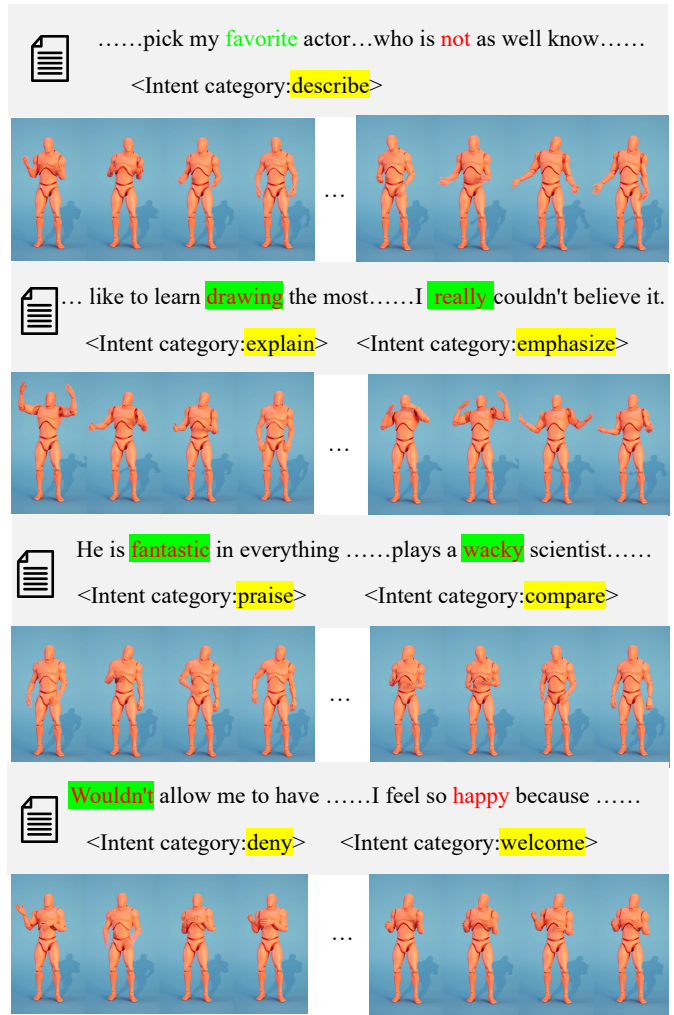 ……pick my favorite actor…who is not as well know……
<Intent category:describe>
…
… like to learn drawing the most……I really couldn't believe it.
<Intent category:explain> <Intent category:emphasize>
…
He is fantastic in everything ……plays a wacky scientist……
<Intent category:praise> <Intent category:compare>
…
Wouldn't allow me to have ……I feel so happy because ……
<Intent category:deny> <Intent category:welcome>
…